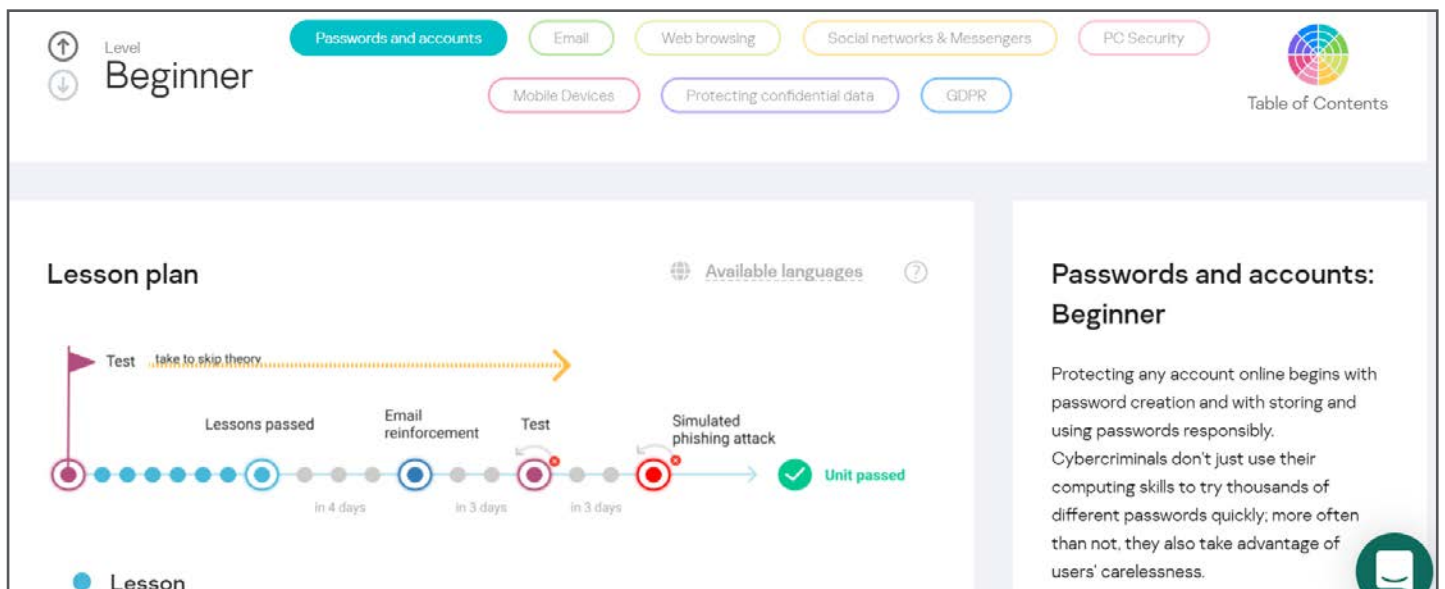 Level
Beginner
Passwords and accounts
Email
Web browsing
Social networks & Messengers
PC Security
Mobile Devices
Protecting confidential data
GDPR
Table of Contents
Lesson plan
Available languages
?
Test
take to skip theory
Lessons passed
Email
reinforcement
Test
Simulated
phishing attack
Unit passed
in 4 days
in 3 days
in 3 days
Lesson
Passwords and accounts:
Beginner
Protecting any account online begins with
password creation and with storing and
using passwords responsibly.
Cybercriminals don't just use their
computing skills to try thousands of
different passwords quickly; more often
than not, they also take advantage of
users' carelessness.